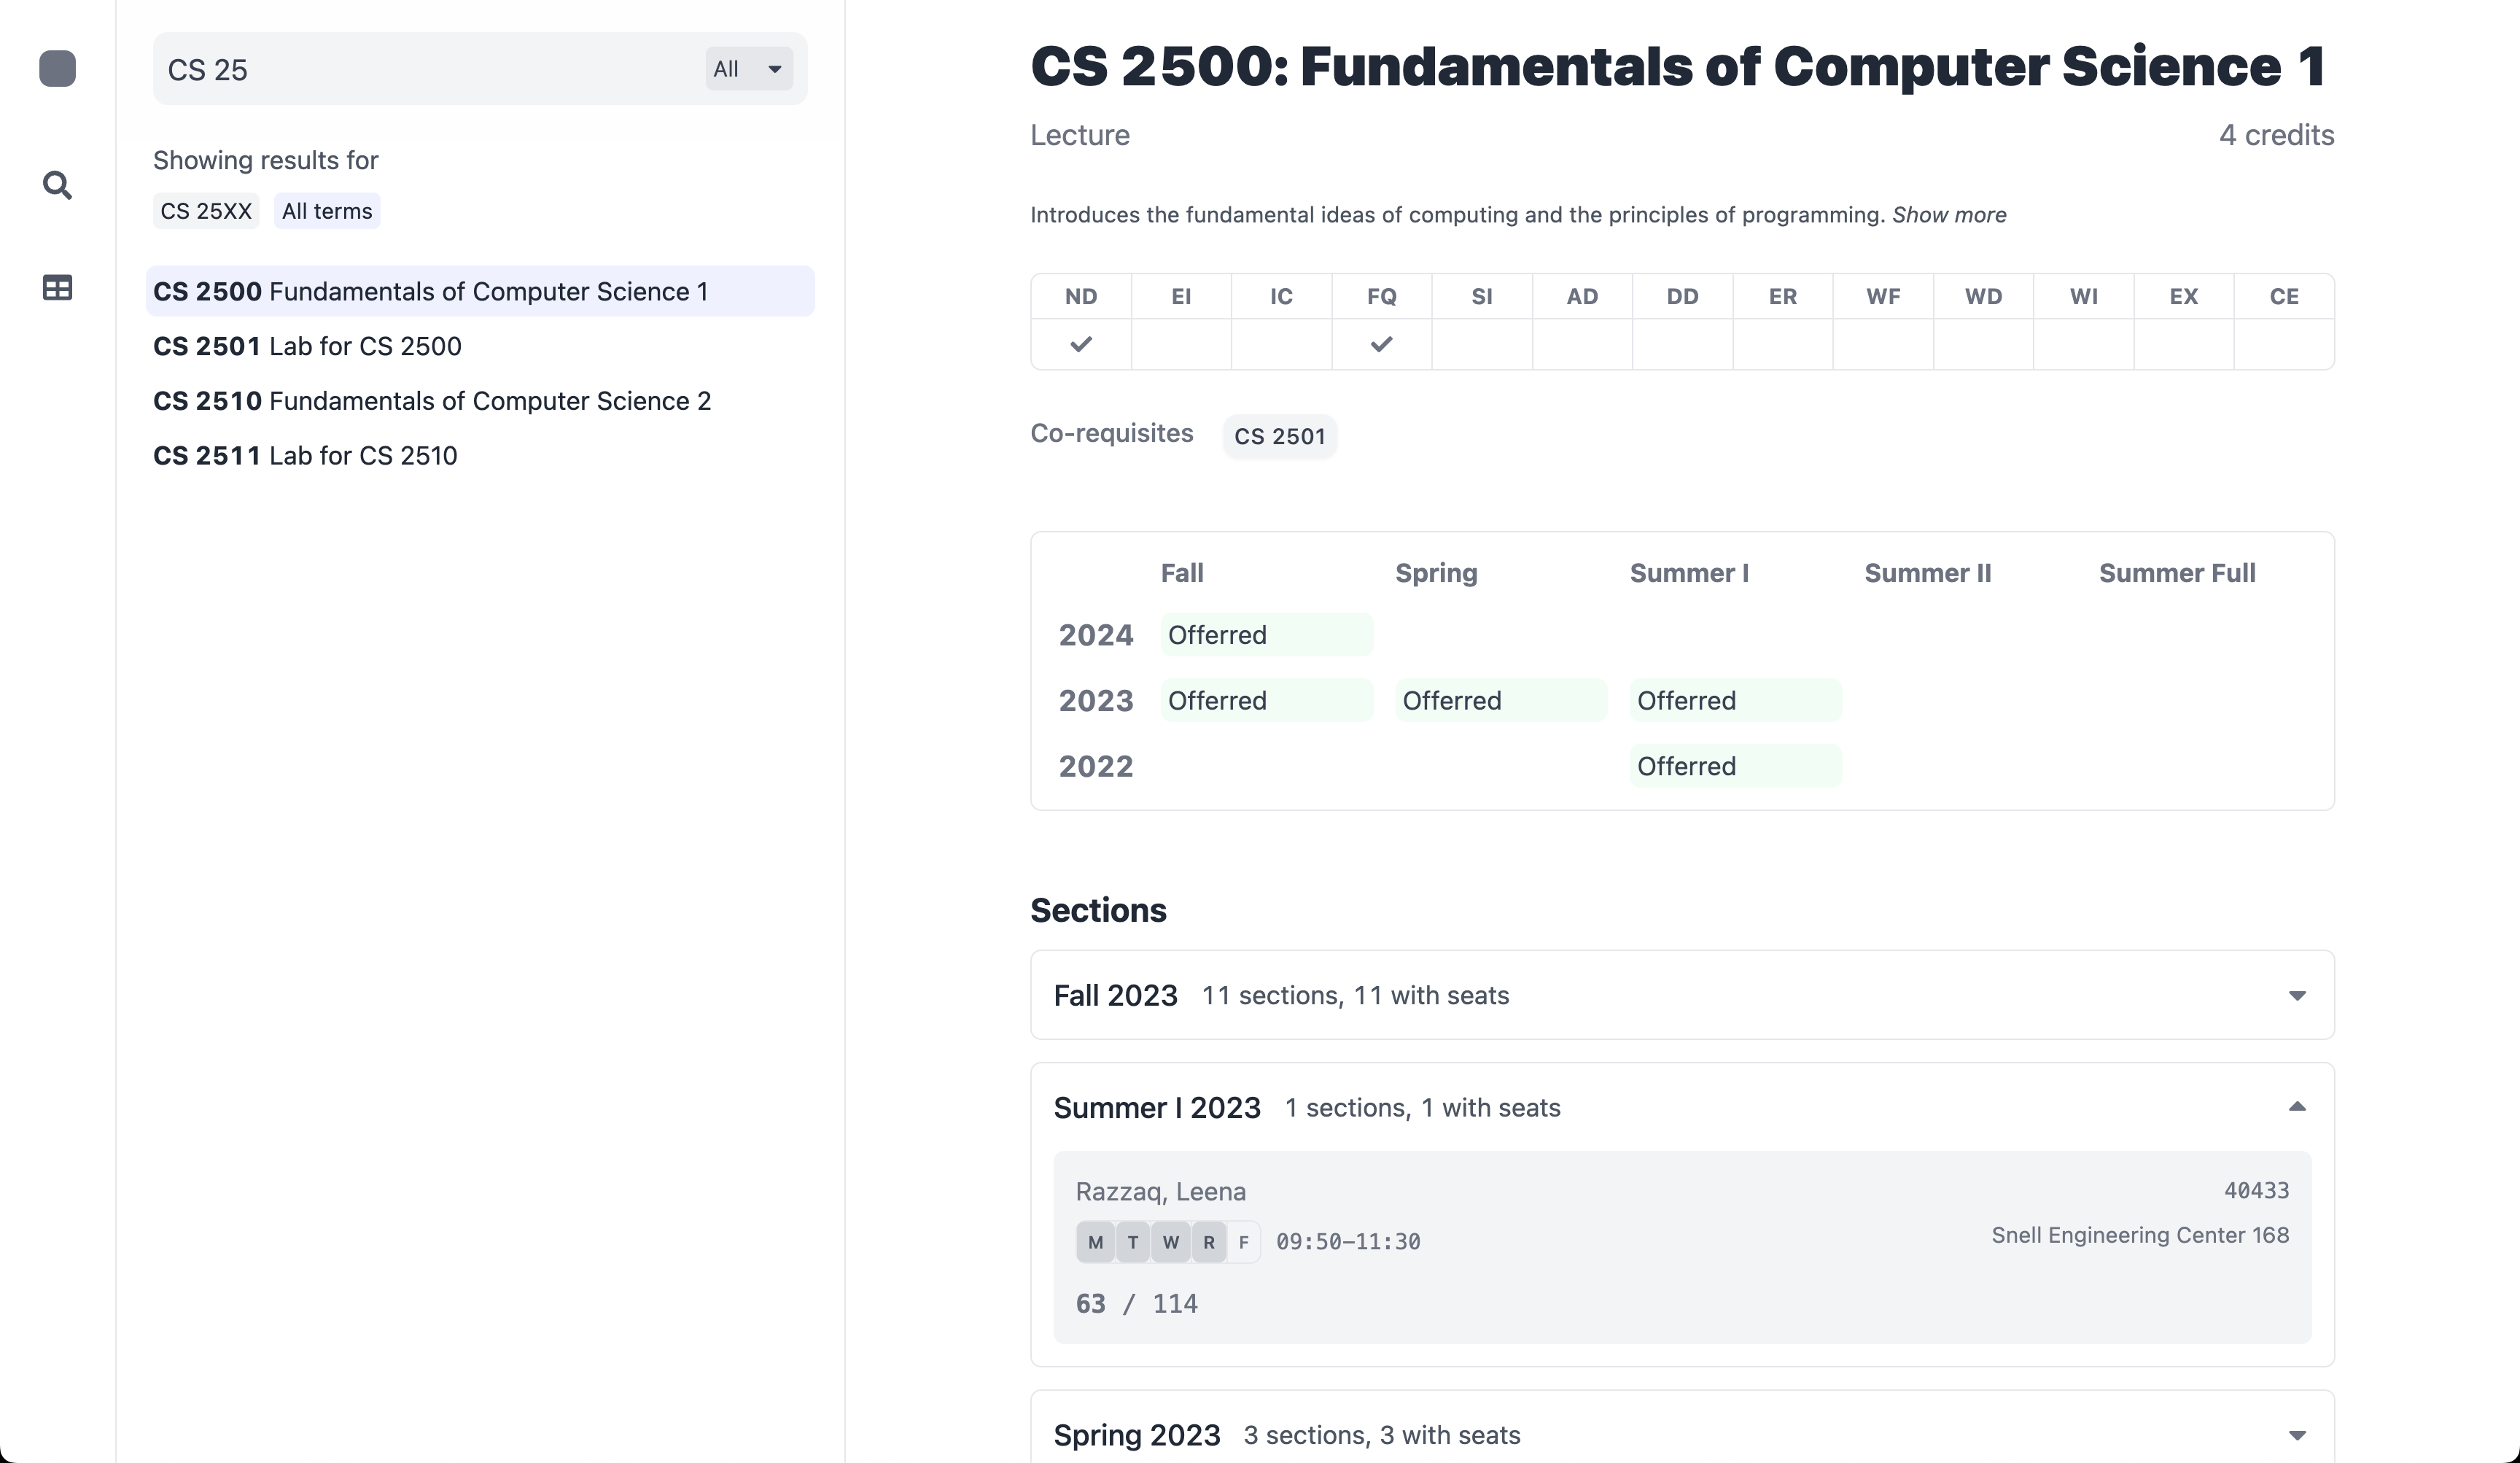 CS 25
All
Showing results for
CS 25XX All terms
CS 2500 Fundamentals of Computer Science 1
CS 2501 Lab for CS 2500
CS 2510 Fundamentals of Computer Science 2
CS 2511 Lab for CS 2510
CS 2500: Fundamentals of Computer Science 1
Lecture 4 credits
Introduces the fundamental ideas of computing and the principles of programming. Show more
ND EI IC FQ SI AD DD ER WF WD WI EX CE
Co-requisites CS 2501
Fall Spring Summer I Summer II Summer Full
2024 Offerred
2023 Offerred Offerred Offerred
2022 Offerred
Sections
Fall 2023 11 sections, 11 with seats
Summer I 2023 1 sections, 1 with seats
Razzaq, Leena 40433
M T W R F 09:50–11:30 Snell Engineering Center 168
63 / 114
Spring 2023 3 sections, 3 with seats